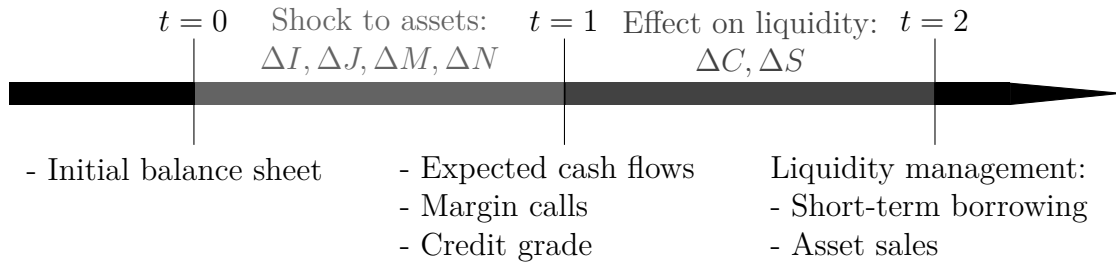 t = 0 Shock to assets: t = 1 Effect on liquidity: t = 2
ΔI, ΔJ, ΔM, ΔN ΔC, ΔS
- Initial balance sheet - Expected cash flows Liquidity management:
- Margin calls - Short-term borrowing
- Credit grade - Asset sales